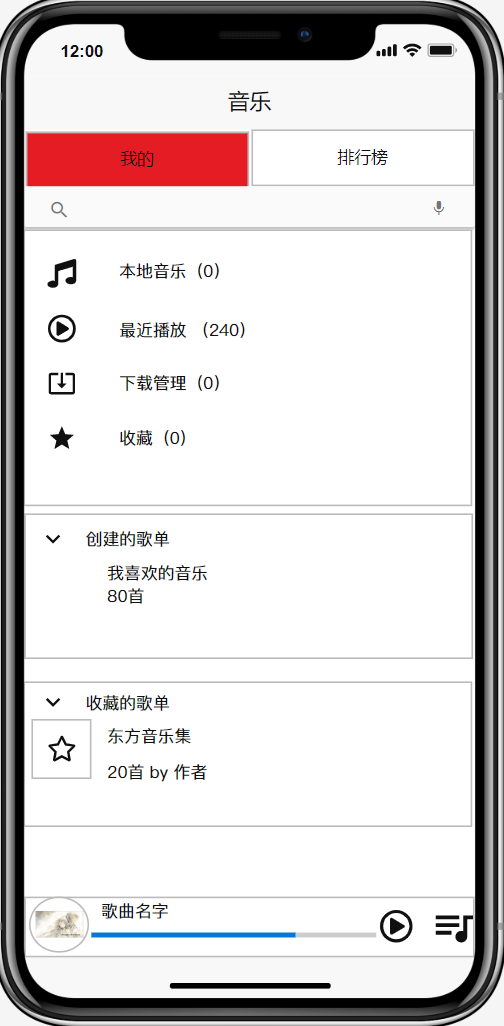 12:00
音乐
我的
排行榜
本地音乐（0）
最近播放 （240）
下载管理（0）
收藏（0）
创建的歌单
我喜欢的音乐
80首
收藏的歌单
东方音乐集
20首 by 作者
歌曲名字